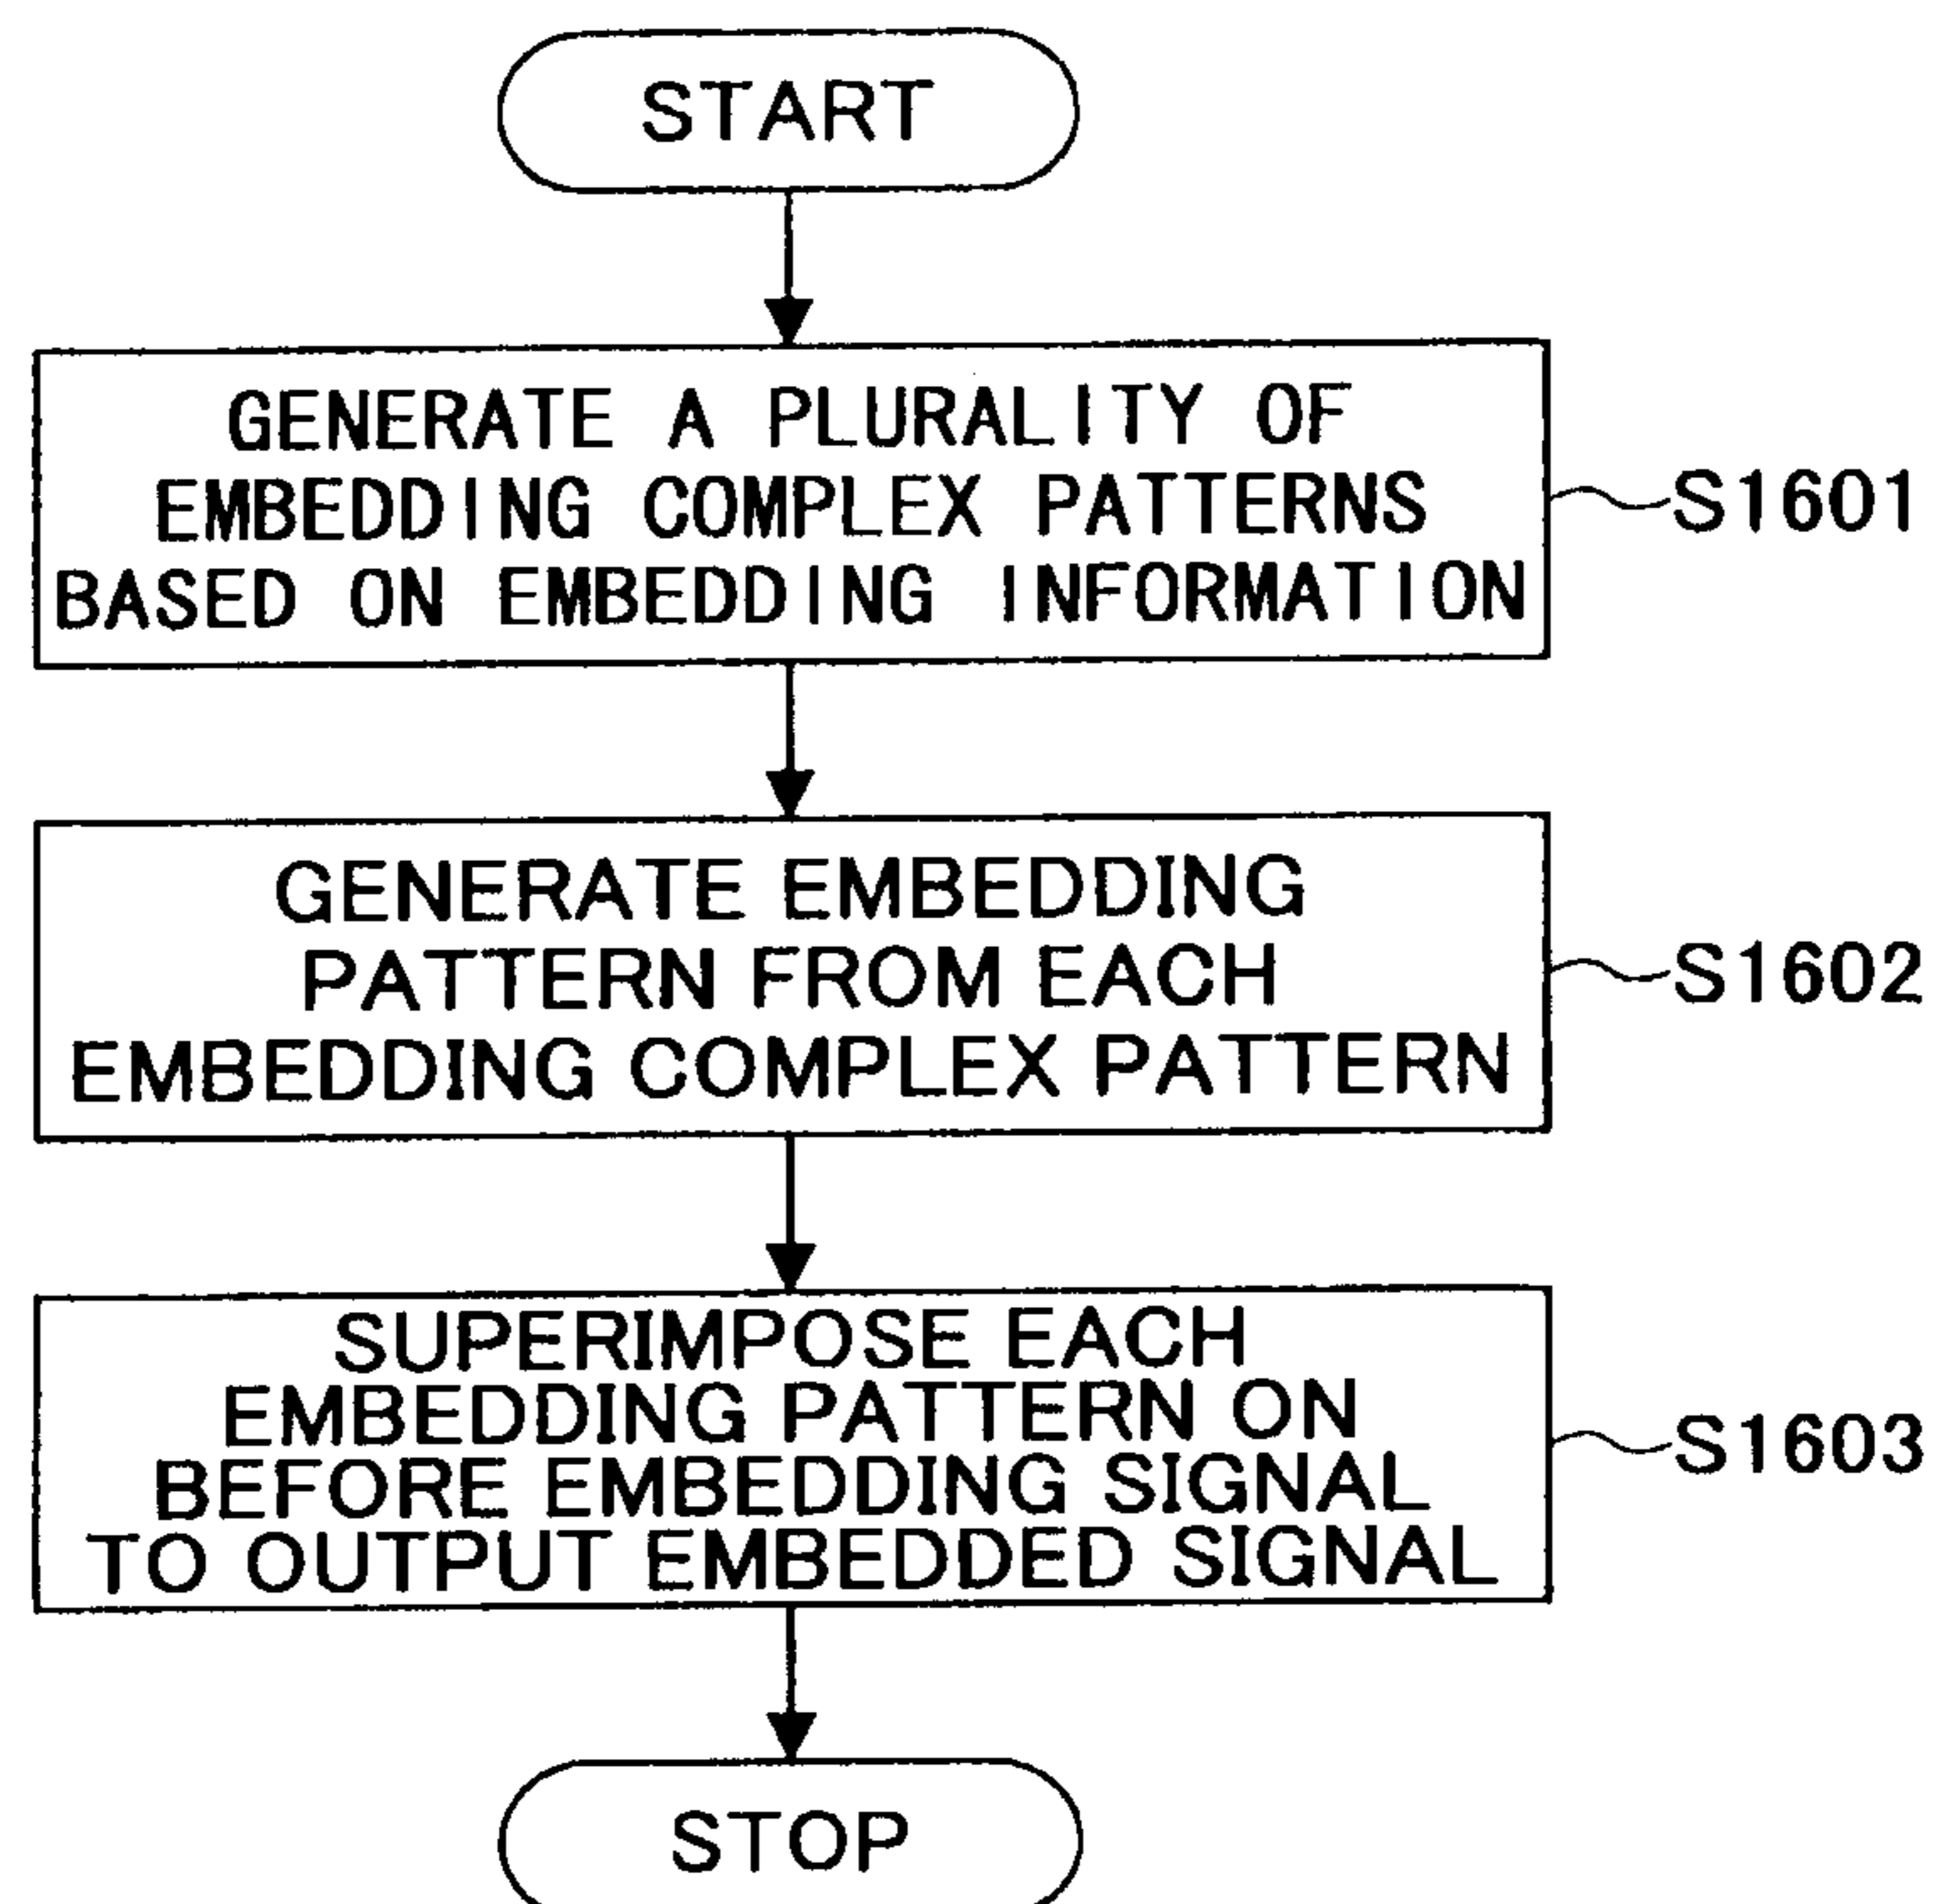 START
GENERATE A PLURALITY OF
EMBEDDING COMPLEX PATTERNS
BASED ON EMBEDDING INFORMATION
S1601
GENERATE EMBEDDING
PATTERN FROM EACH
EMBEDDING COMPLEX PATTERN
S1602
SUPERIMPOSE EACH
EMBEDDING PATTERN ON
BEFORE EMBEDDING SIGNAL
TO OUTPUT EMBEDDED SIGNAL
S1603
STOP